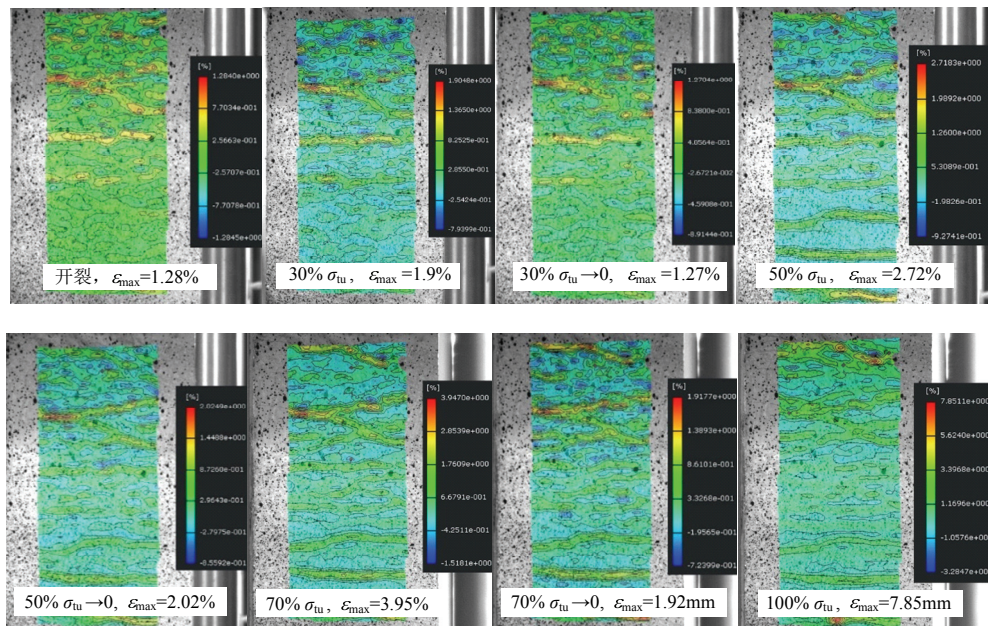 [%]
1.2840e+000
7.7034e-001
2.5663e-001
-2.5707e-001
-7.7078e-001
-1.2845e+000
开裂，εmax=1.28%
[%]
1.9048e+000
1.3650e+000
8.2525e-001
2.8550e-001
-2.5424e-001
-7.9399e-001
30% σtu， εmax=1.9%
[%]
1.2704e+000
8.3800e-001
4.0564e-001
-2.6721e-002
-4.5908e-001
-8.9144e-001
30% σtu→0, εmax=1.27%
[%]
2.7183e+000
1.9892e+000
1.2600e+000
5.3089e-001
-1.9826e-001
-9.2741e-001
50% σtu， εmax=2.72%
[%]
2.0249e+000
1.4488e+000
8.7260e-001
2.9643e-001
-2.7975e-001
-8.5592e-001
50% σtu→0, εmax=2.02%
[%]
3.9470e+000
2.8539e+000
1.7609e+000
6.6791e-001
-4.2511e-001
-1.5181e+000
70% σtu， εmax=3.95%
[%]
1.9177e+000
1.3893e+000
8.6101e-001
3.3268e-001
-1.9565e-001
-7.2399e-001
70% σtu→0, εmax=1.92mm
[%]
7.8511e+000
5.6240e+000
3.3968e+000
1.1696e+000
-1.0576e+000
-3.2847e+000
100% σtu， εmax=7.85mm